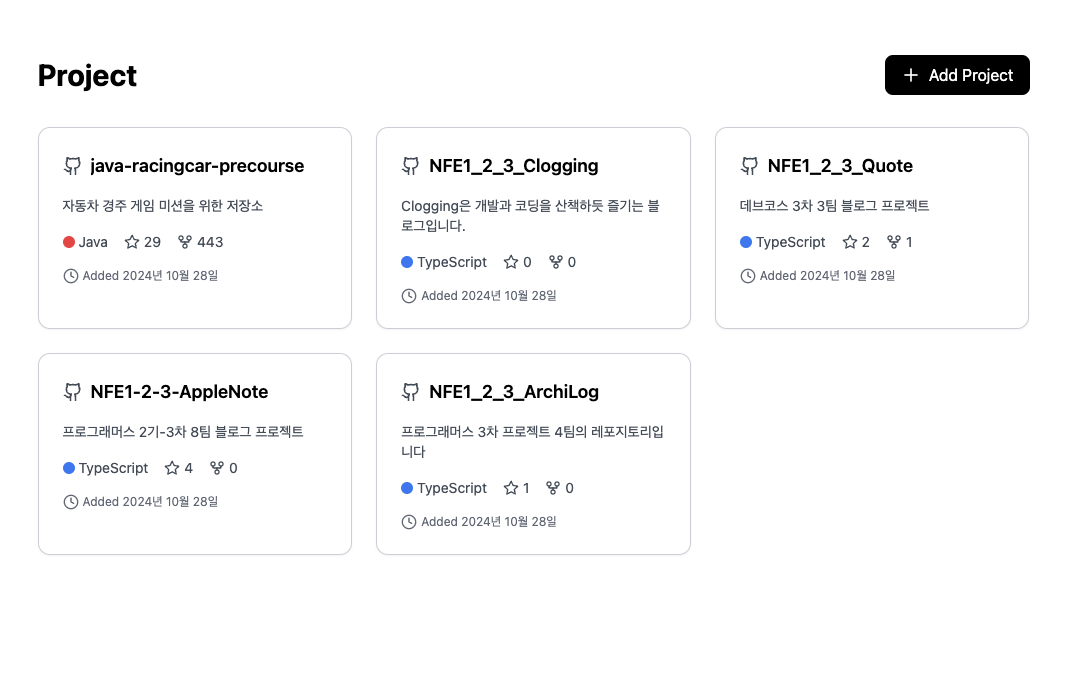 Project
Add Project
java-racingcar-precourse
자동차 경주 게임 미션을 위한 저장소
Java 29 443
Added 2024년 10월 28일
NFE1_2_3_Clogging
Clogging은 개발과 코딩을 산책하듯 즐기는 블
로그입니다.
TypeScript 0 0
Added 2024년 10월 28일
NFE1_2_3_Quote
데브코스 3차 3팀 블로그 프로젝트
TypeScript 2 1
Added 2024년 10월 28일
NFE1-2-3-AppleNote
프로그래머스 2기-3차 8팀 블로그 프로젝트
TypeScript 4 0
Added 2024년 10월 28일
NFE1_2_3_ArchiLog
프로그래머스 3차 프로젝트 4팀의 레포지토리입
니다
TypeScript 1 0
Added 2024년 10월 28일